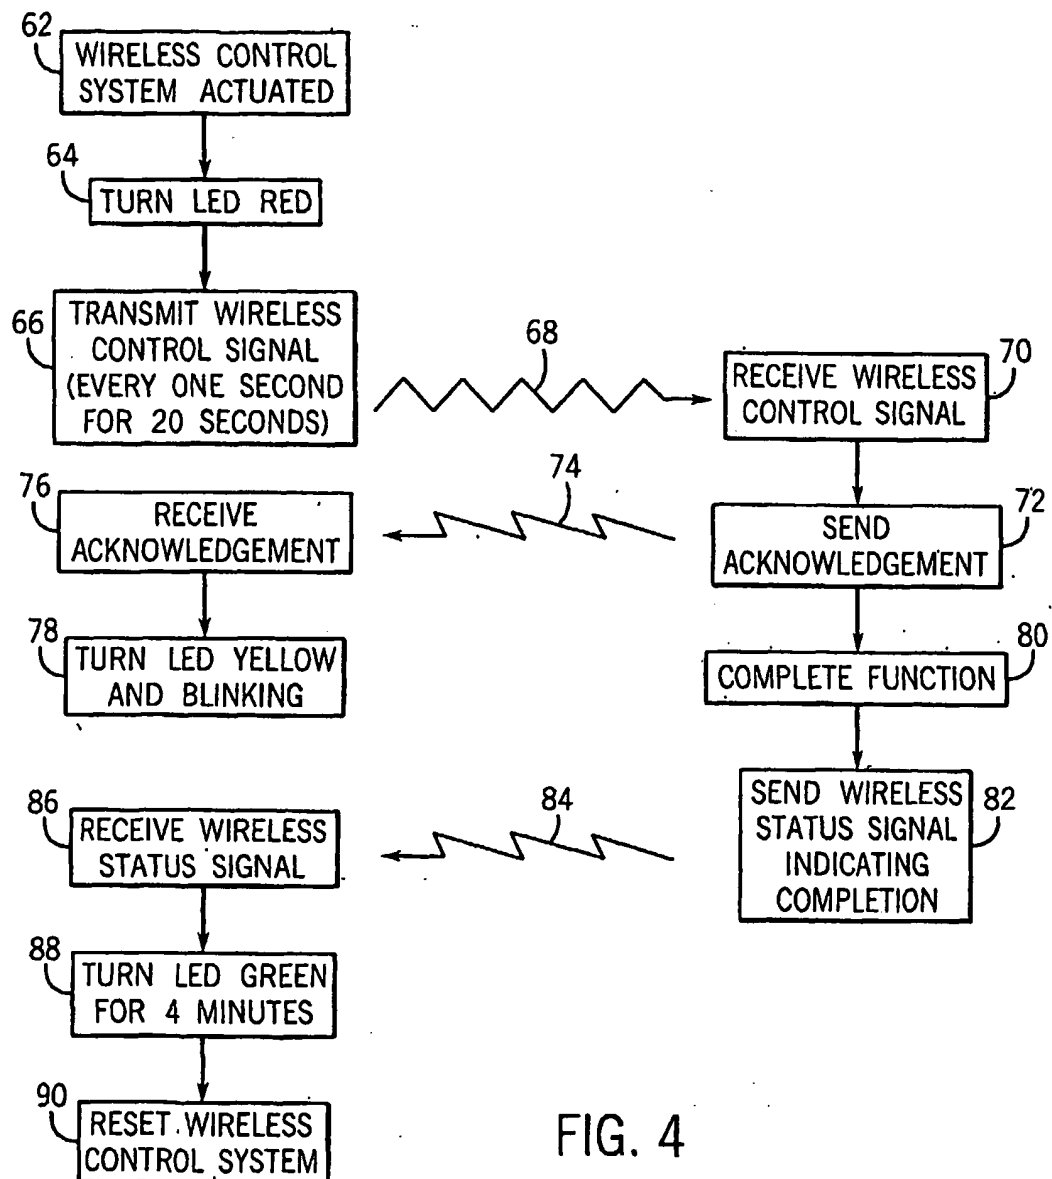 62
WIRELESS CONTROL
SYSTEM ACTUATED
64
TURN LED RED
66
TRANSMIT WIRELESS
CONTROL SIGNAL
(EVERY ONE SECOND
FOR 20 SECONDS)
68
70
RECEIVE WIRELESS
CONTROL SIGNAL
72
SEND
ACKNOWLEDGEMENT
74
76
RECEIVE
ACKNOWLEDGEMENT
78
TURN LED YELLOW
AND BLINKING
80
COMPLETE FUNCTION
82
SEND WIRELESS
STATUS SIGNAL
INDICATING
COMPLETION
84
86
RECEIVE WIRELESS
STATUS SIGNAL
88
TURN LED GREEN
FOR 4 MINUTES
90
RESET WIRELESS
CONTROL SYSTEM
FIG. 4